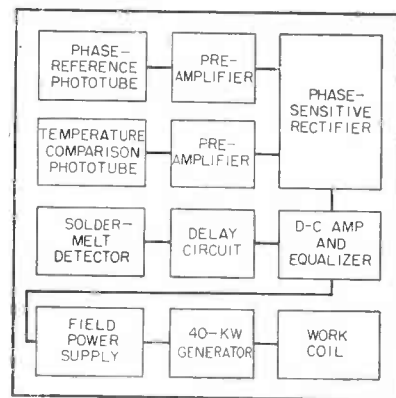 PHASE-
REFERENCE
PHOTOTUBE
PRE-
AMPLIFIER
PHASE-
SENSITIVE
RECTIFIER
TEMPERATURE
COMPARISON
PHOTOTUBE
PRE-
AMPLIFIER
SOLDER-
MELT
DETECTOR
DELAY
CIRCUIT
D-C AMP
AND
EQUALIZER
FIELD
POWER
SUPPLY
40-KW
GENERATOR
WORK
COIL